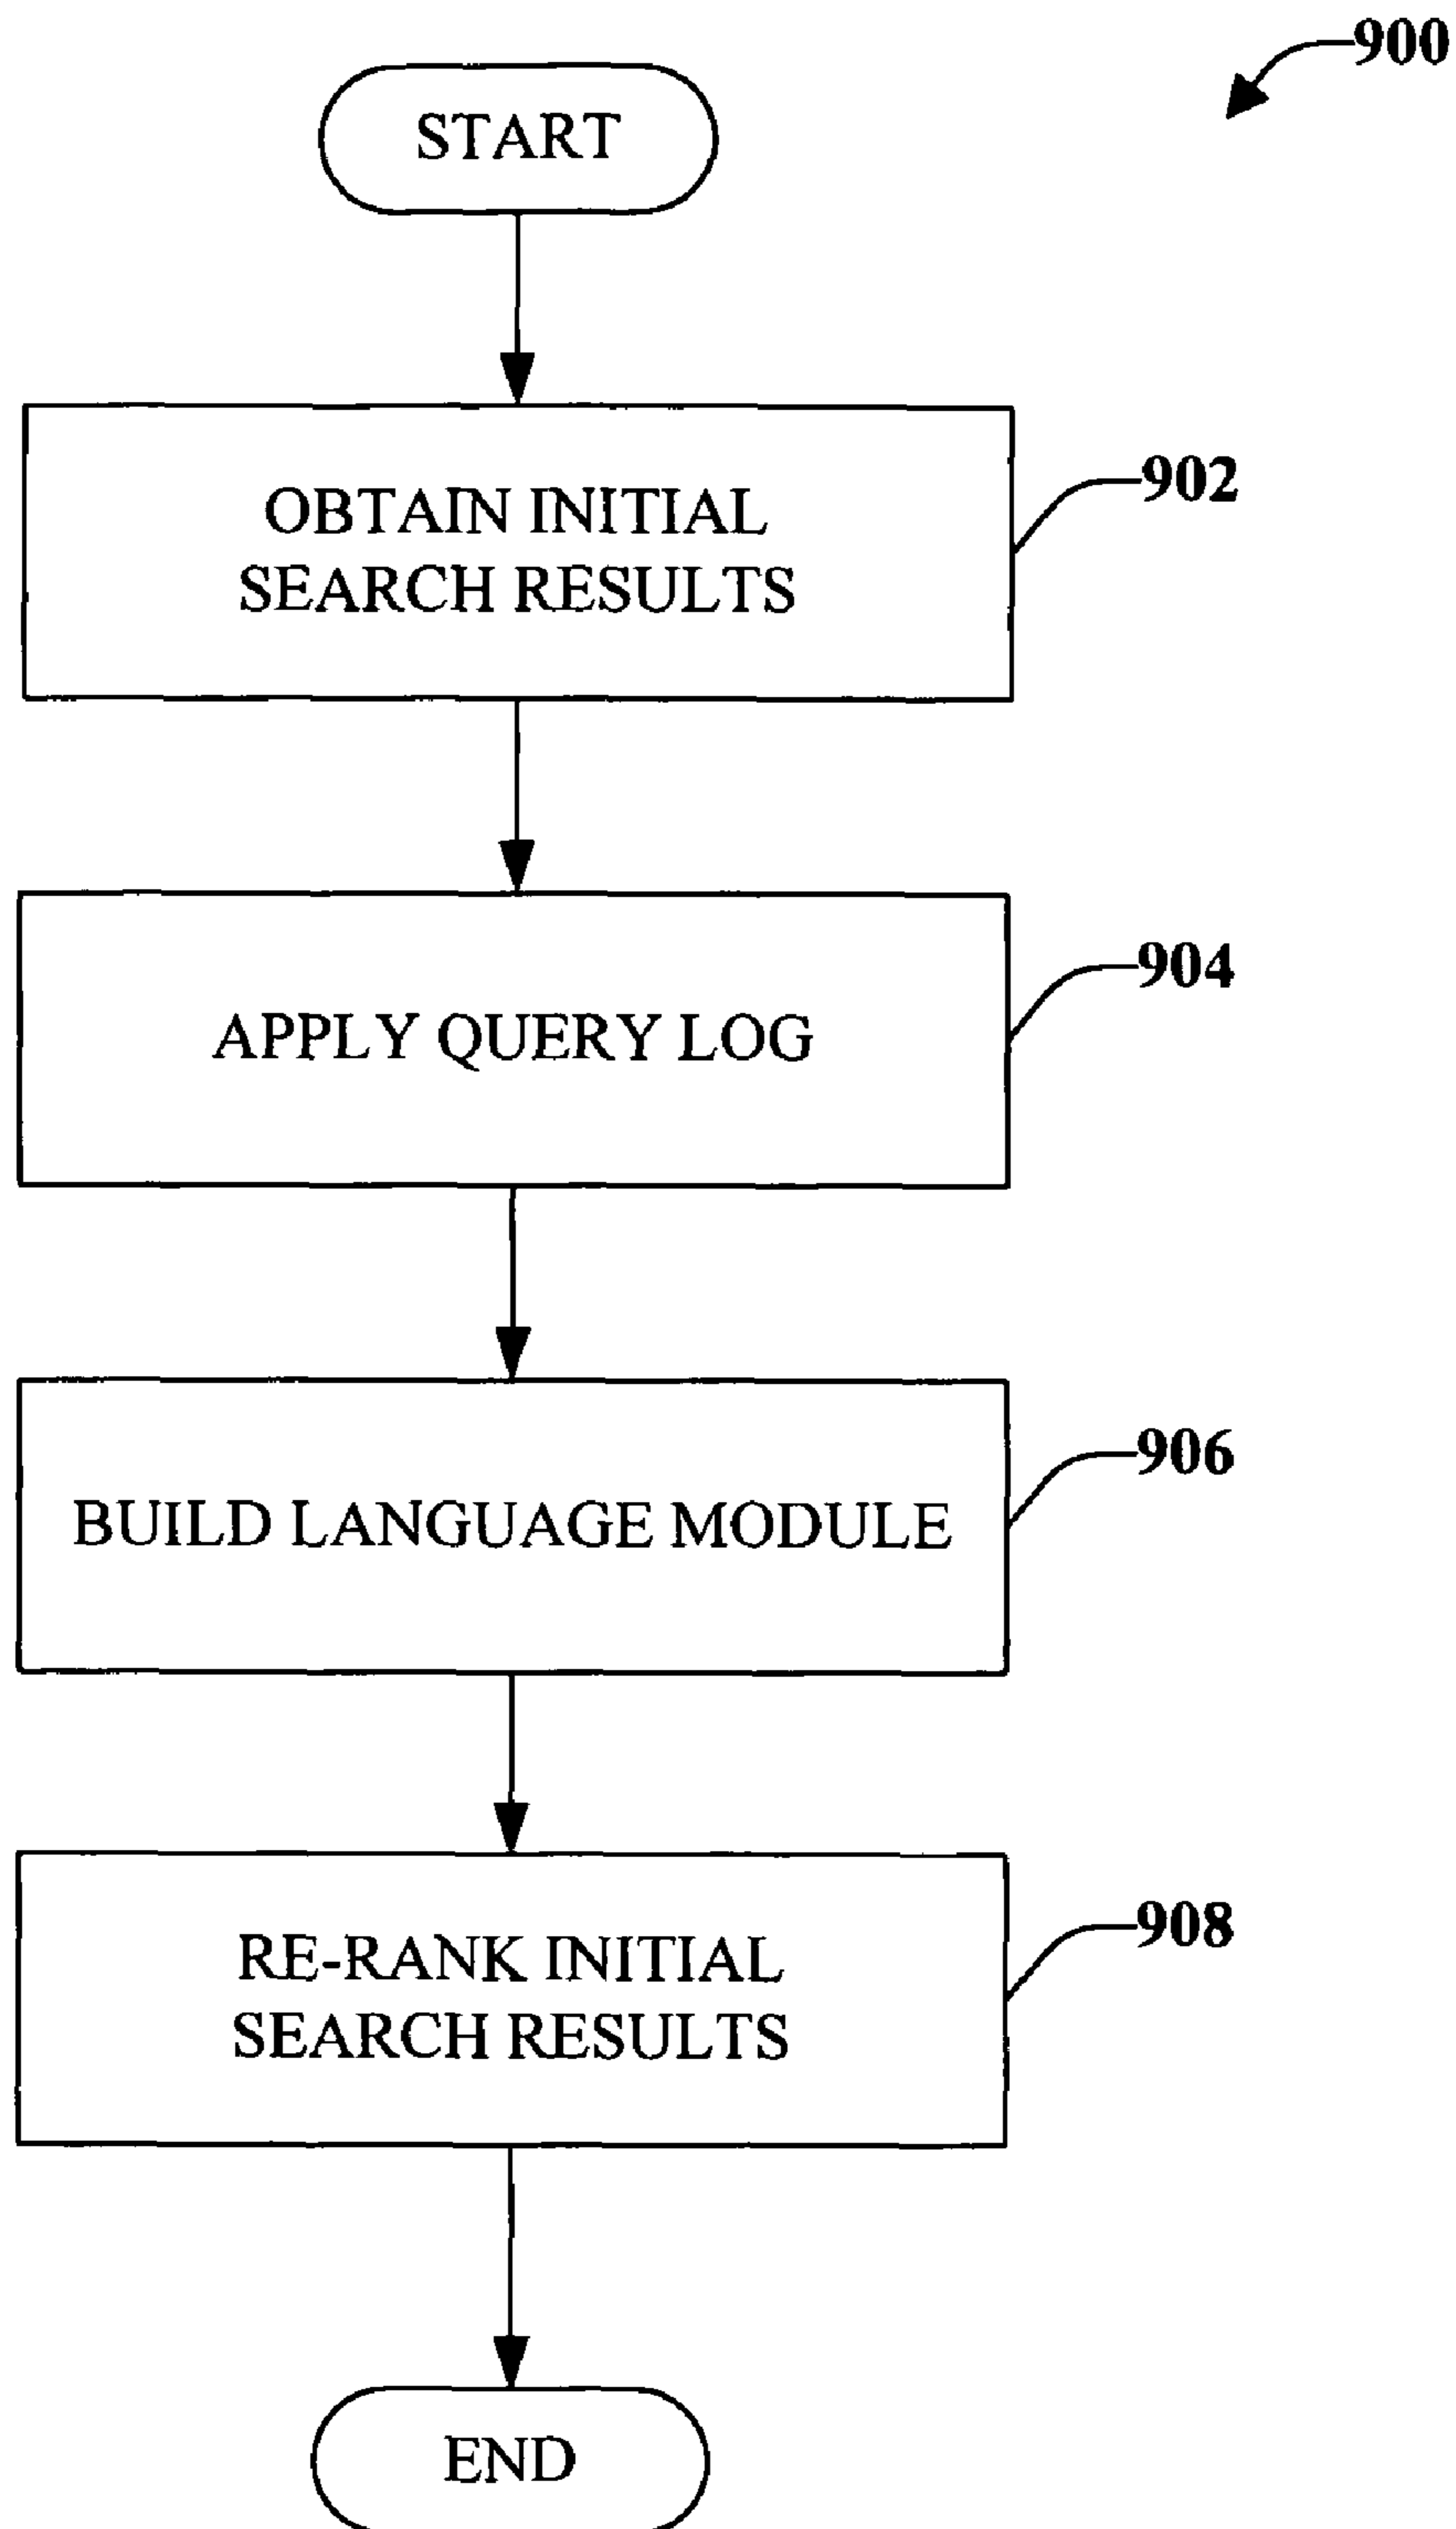 900
START
OBTAIN INITIAL
SEARCH RESULTS
902
APPLY QUERY LOG
904
BUILD LANGUAGE MODULE
906
RE-RANK INITIAL
SEARCH RESULTS
908
END